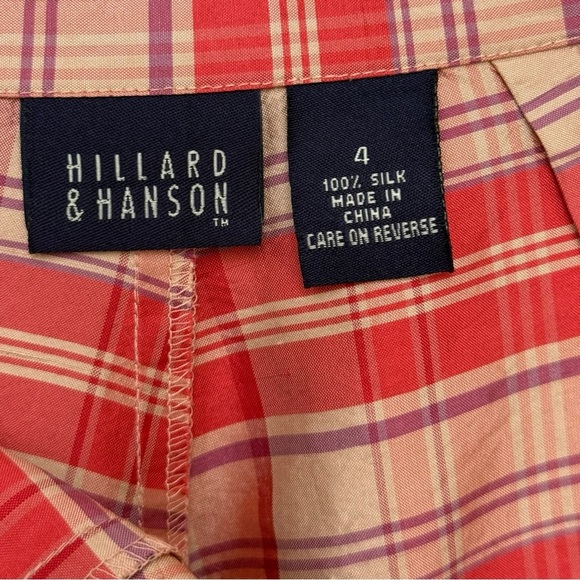 HILLARD
& HANSON
TM
4
100% SILK
MADE IN
CHINA
CARE ON REVERSE